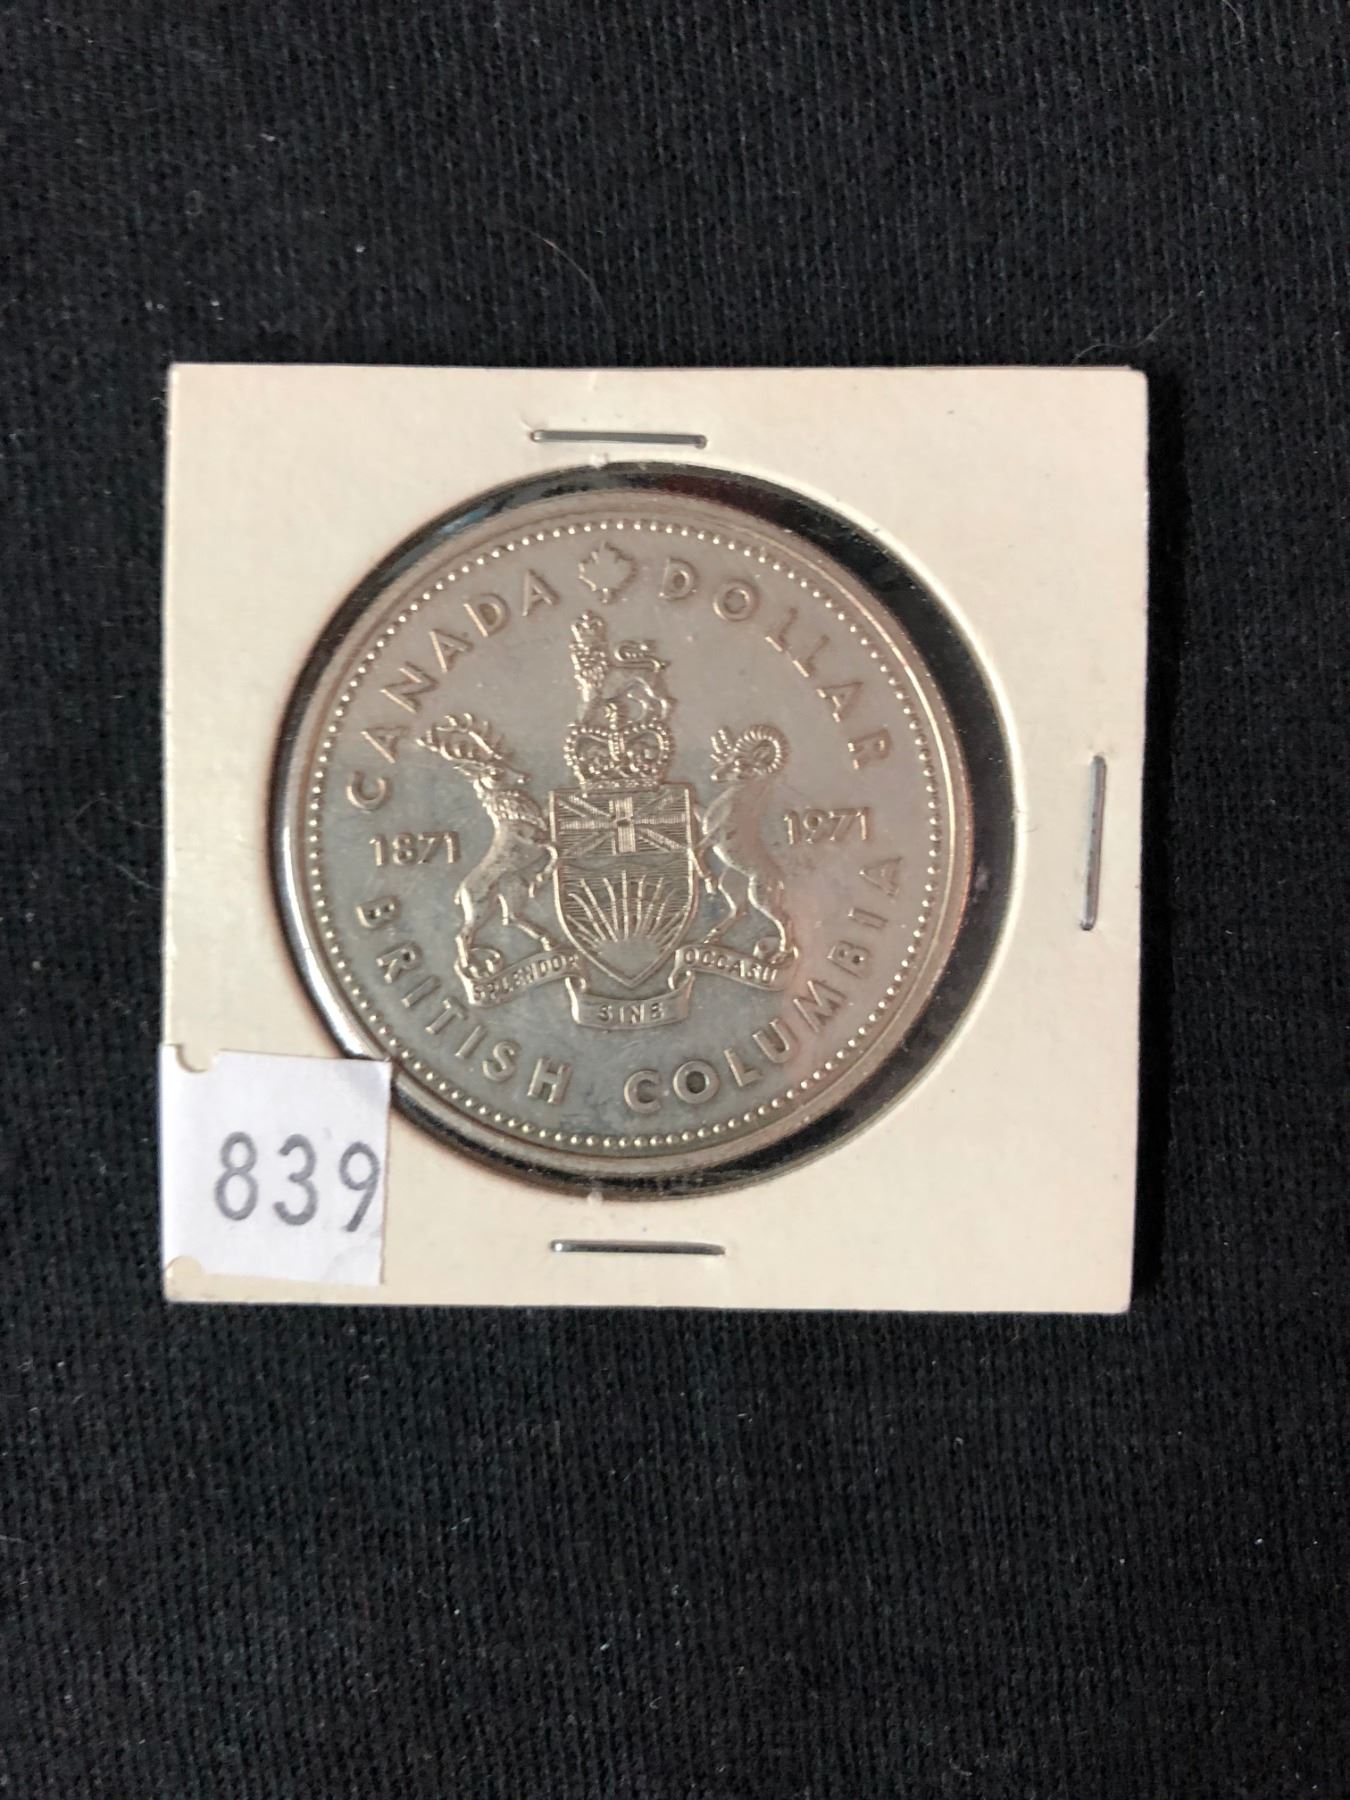 CANADA DOLLAR
1871 1971
SPLENDOR SINE OCCASU
BRITISH COLUMBIA
839